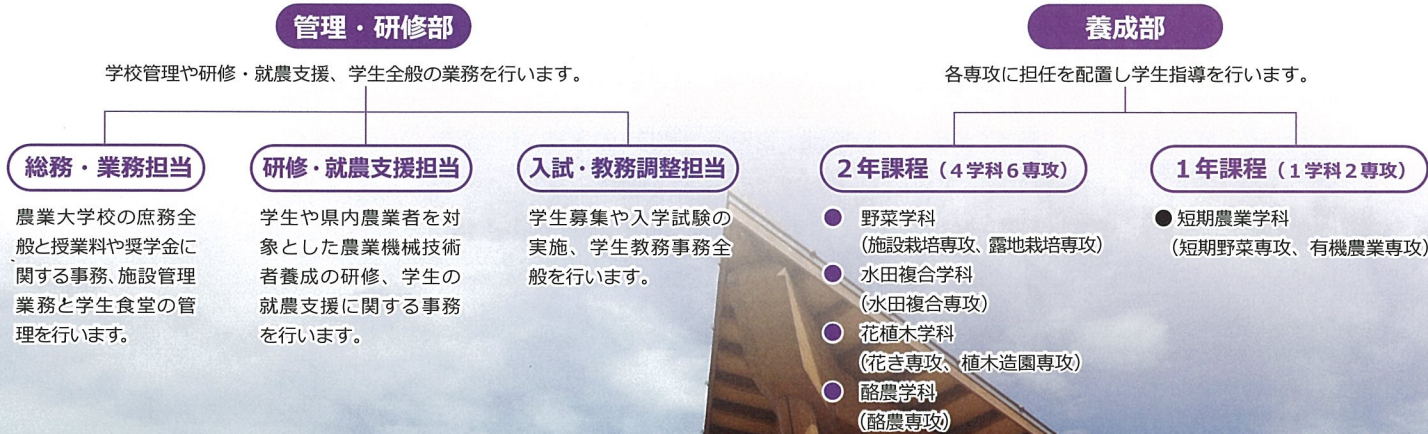 管理・研修部
学校管理や研修・就農支援、学生全般の業務を行います。
総務・業務担当
農業大学校の庶務全
般と授業料や奨学金に
関する事務、施設管理
業務と学生食堂の管
理を行います。
研修・就農支援担当
学生や県内農業者を対
象とした農業機械技術
者養成の研修、学生の
就農支援に関する事務
を行います。
入試・教務調整担当
学生募集や入学試験の
実施、学生教務事務全
般を行います。
養成部
各専攻に担任を配置し学生指導を行います。
2年課程（4学科6専攻）
● 野菜学科
（施設栽培専攻、露地栽培専攻）
● 水田複合学科
（水田複合専攻）
● 花植木学科
（花き専攻、植木造園専攻）
● 酪農学科
（酪農専攻）
1年課程（1学科2専攻）
● 短期農業学科
（短期野菜専攻、有機農業専攻）